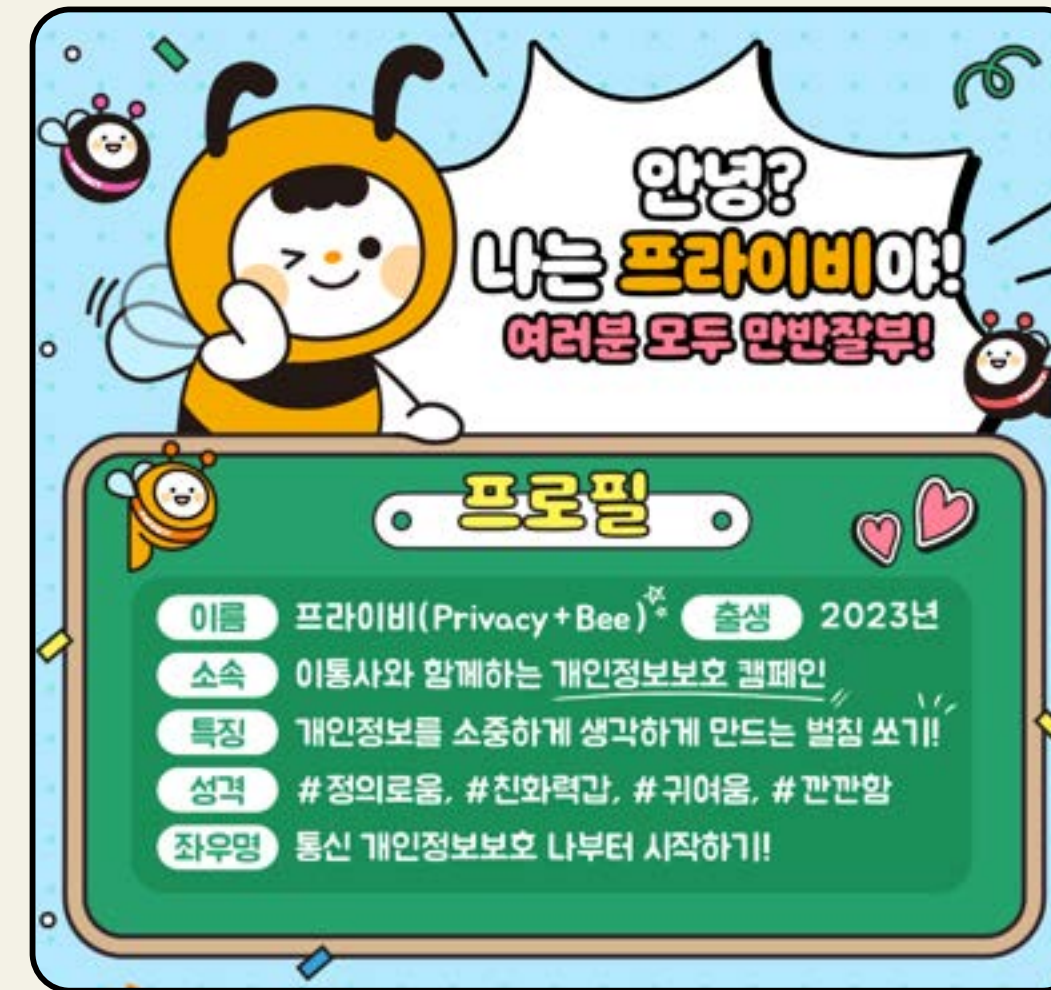 안녕?
나는 프라이비야!
여러분 모두 만반잘부!
프로필
이름 프라이비(Privacy+Bee) 출생 2023년
소속 이통사와 함께하는 개인정보보호 캠페인
특징 개인정보를 소중하게 생각하게 만드는 벌침 쏘기!
성격 #정의로움, #친화력갑, #귀여움, #깐깐함
좌우명 통신 개인정보보호 나부터 시작하기!